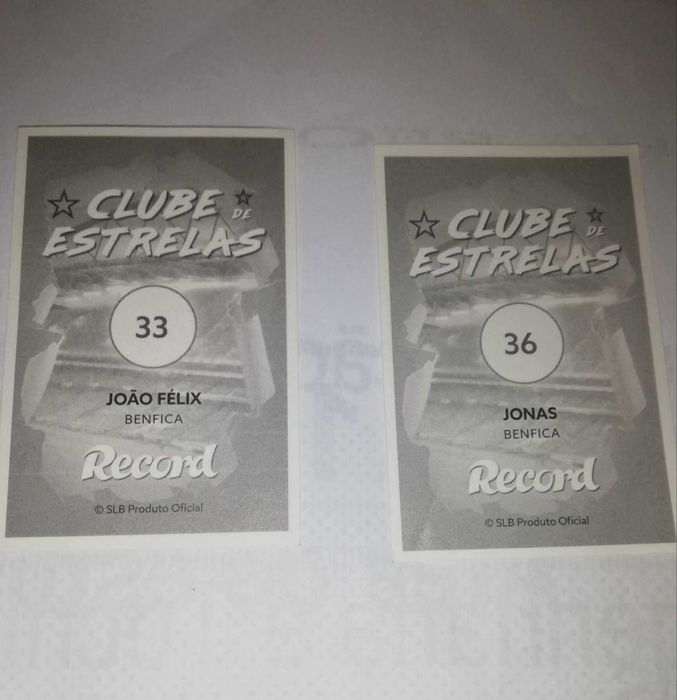 CLUBE DE
ESTRELAS
33
JOÃO FÉLIX
BENFICA
Record
© SLB Produto Oficial
CLUBE DE
ESTRELAS
36
JONAS
BENFICA
Record
© SLB Produto Oficial